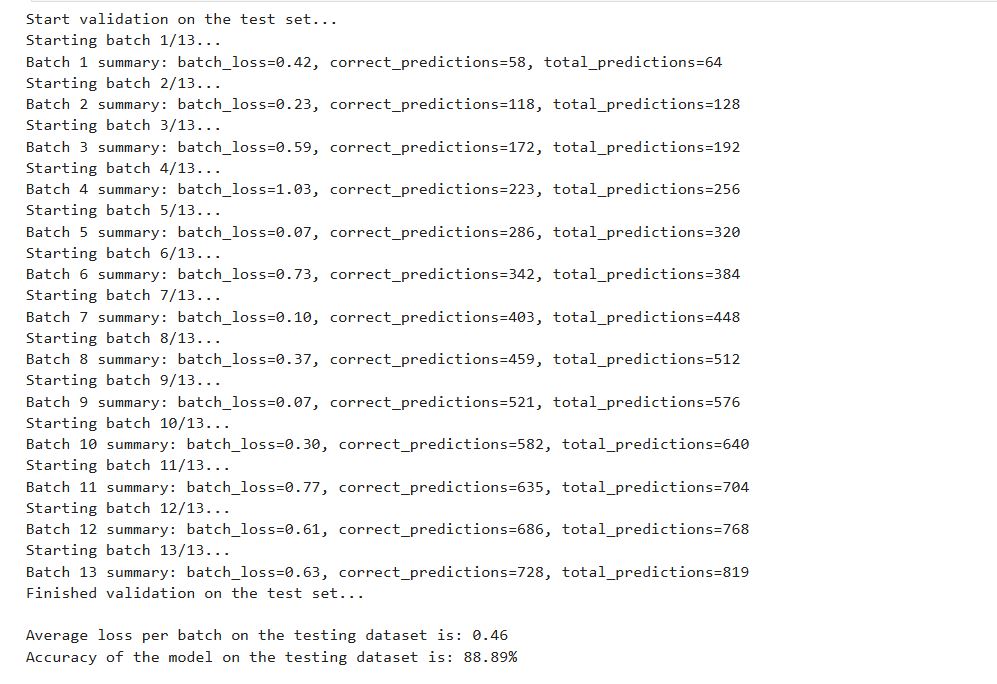 Start validation on the test set...
Starting batch 1/13...
Batch 1 summary: batch_loss=0.42, correct_predictions=58, total_predictions=64
Starting batch 2/13...
Batch 2 summary: batch_loss=0.23, correct_predictions=118, total_predictions=128
Starting batch 3/13...
Batch 3 summary: batch_loss=0.59, correct_predictions=172, total_predictions=192
Starting batch 4/13...
Batch 4 summary: batch_loss=1.03, correct_predictions=223, total_predictions=256
Starting batch 5/13...
Batch 5 summary: batch_loss=0.07, correct_predictions=286, total_predictions=320
Starting batch 6/13...
Batch 6 summary: batch_loss=0.73, correct_predictions=342, total_predictions=384
Starting batch 7/13...
Batch 7 summary: batch_loss=0.10, correct_predictions=403, total_predictions=448
Starting batch 8/13...
Batch 8 summary: batch_loss=0.37, correct_predictions=459, total_predictions=512
Starting batch 9/13...
Batch 9 summary: batch_loss=0.07, correct_predictions=521, total_predictions=576
Starting batch 10/13...
Batch 10 summary: batch_loss=0.30, correct_predictions=582, total_predictions=640
Starting batch 11/13...
Batch 11 summary: batch_loss=0.77, correct_predictions=635, total_predictions=704
Starting batch 12/13...
Batch 12 summary: batch_loss=0.61, correct_predictions=686, total_predictions=768
Starting batch 13/13...
Batch 13 summary: batch_loss=0.63, correct_predictions=728, total_predictions=819
Finished validation on the test set...
Average loss per batch on the testing dataset is: 0.46
Accuracy of the model on the testing dataset is: 88.89%